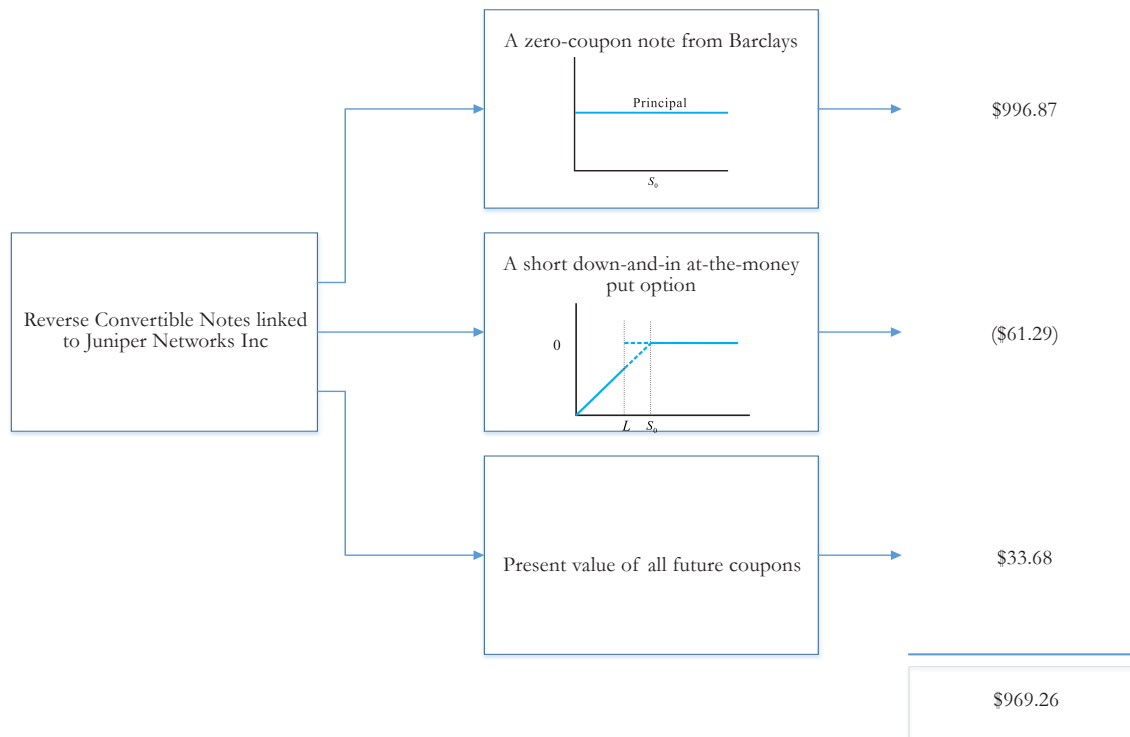 A zero-coupon note from Barclays
Principal
S₀
$996.87
Reverse Convertible Notes linked
to Juniper Networks Inc
A short down-and-in at-the-money
put option
0
L S₀
($61.29)
Present value of all future coupons
$33.68
$969.26